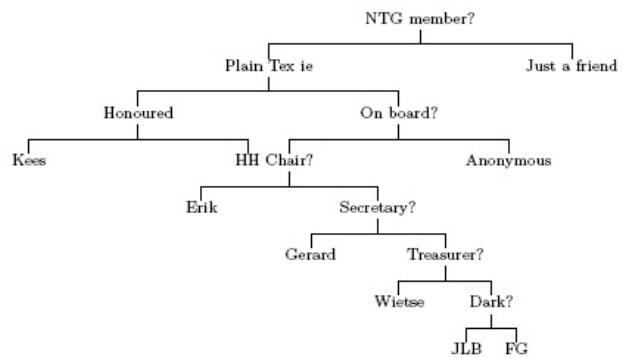 NTG member?
Plain Tex ie Just a friend
Honoured On board?
Kees HH Chair? Anonymous
Erik Secretary?
Gerard Treasurer?
Wietse Dark?
JLB FG